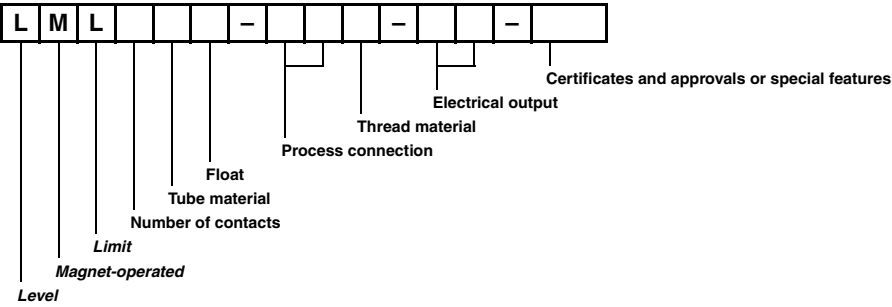 L M L – – –
Certificates and approvals or special features
Electrical output
Thread material
Process connection
Float
Tube material
Number of contacts
Limit
Magnet-operated
Level